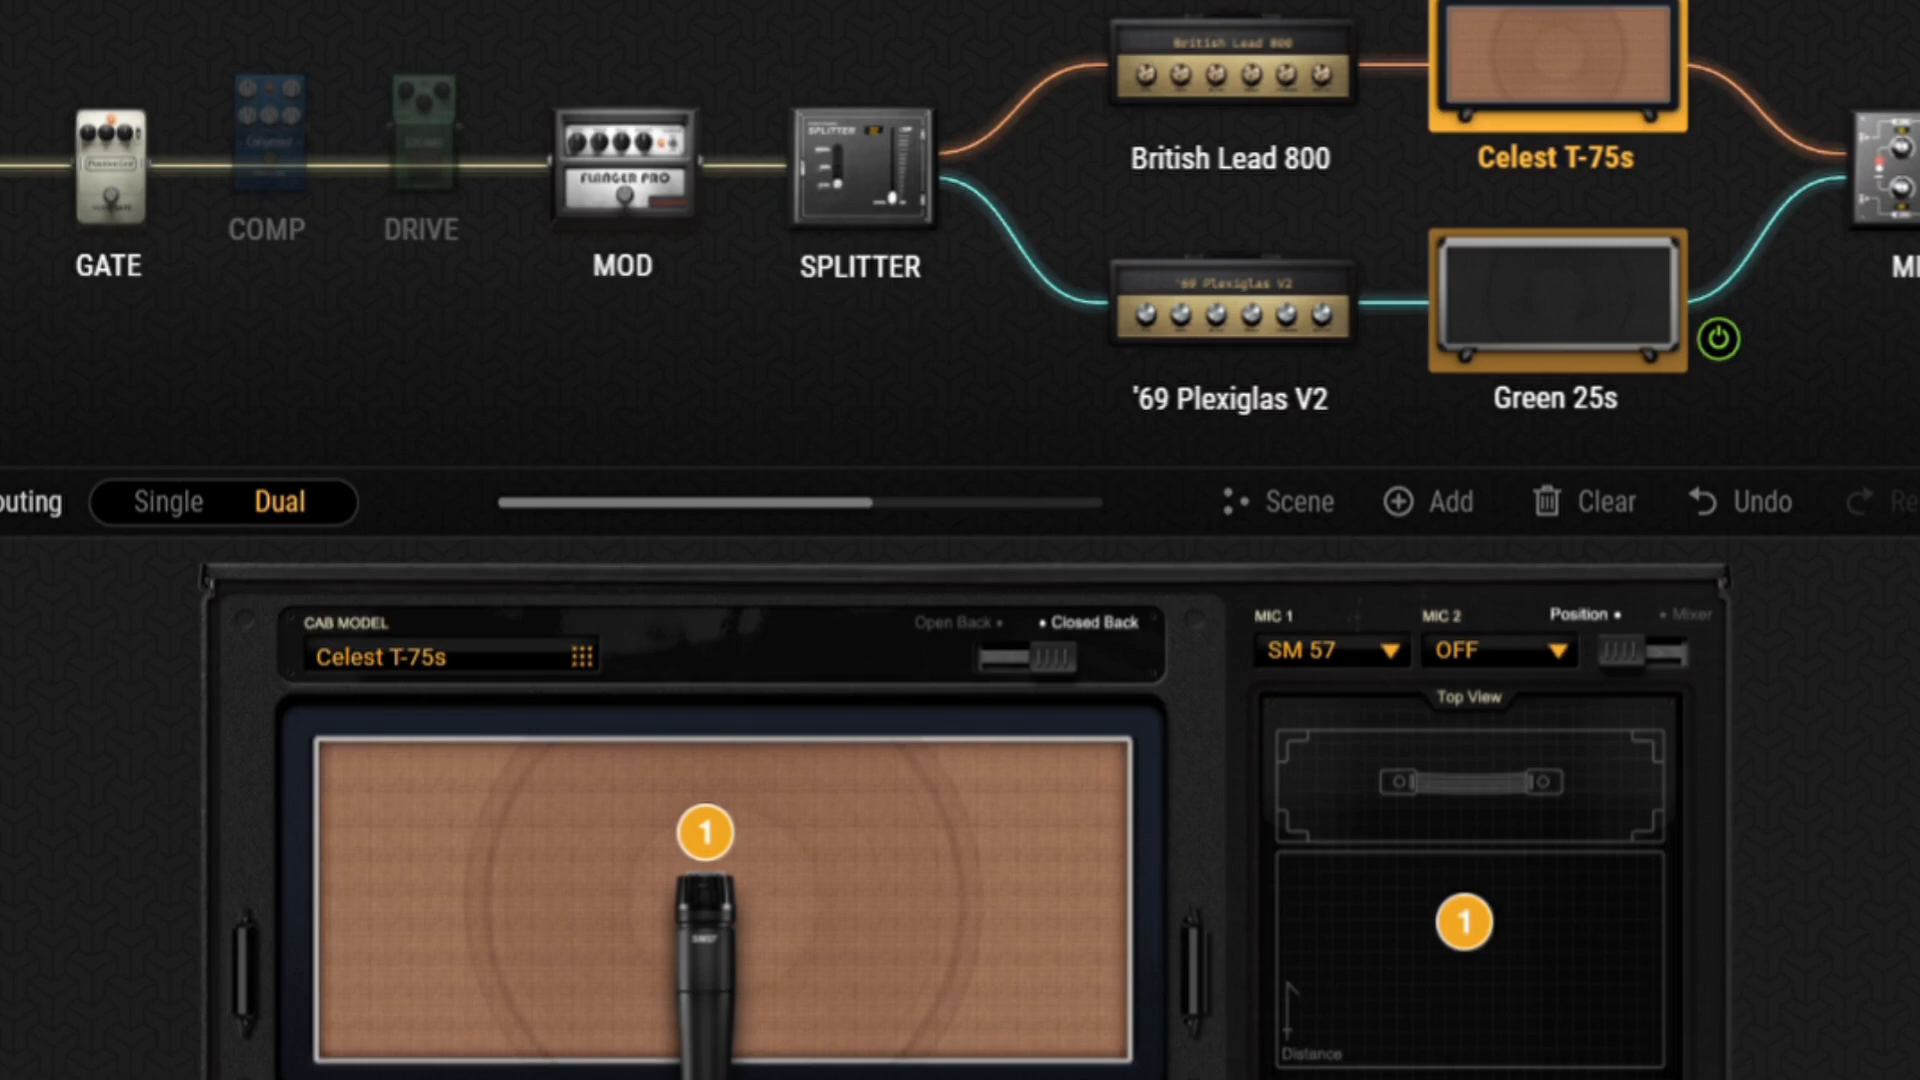 British Lead 800
SPLITTER
FLANGER PRO
GATE
COMP
DRIVE
MOD
SPLITTER
British Lead 800
Celest T-75s
'69 Plexiglas V2
'69 Plexiglas V2
Green 25s
MI
outing
Single
Dual
Scene
Add
Clear
Undo
Re
CAB MODEL
Celest T-75s
Open Back
Closed Back
MIC 1
SM 57
MIC 2
OFF
Position
Mixer
Top View
1
1
Distance